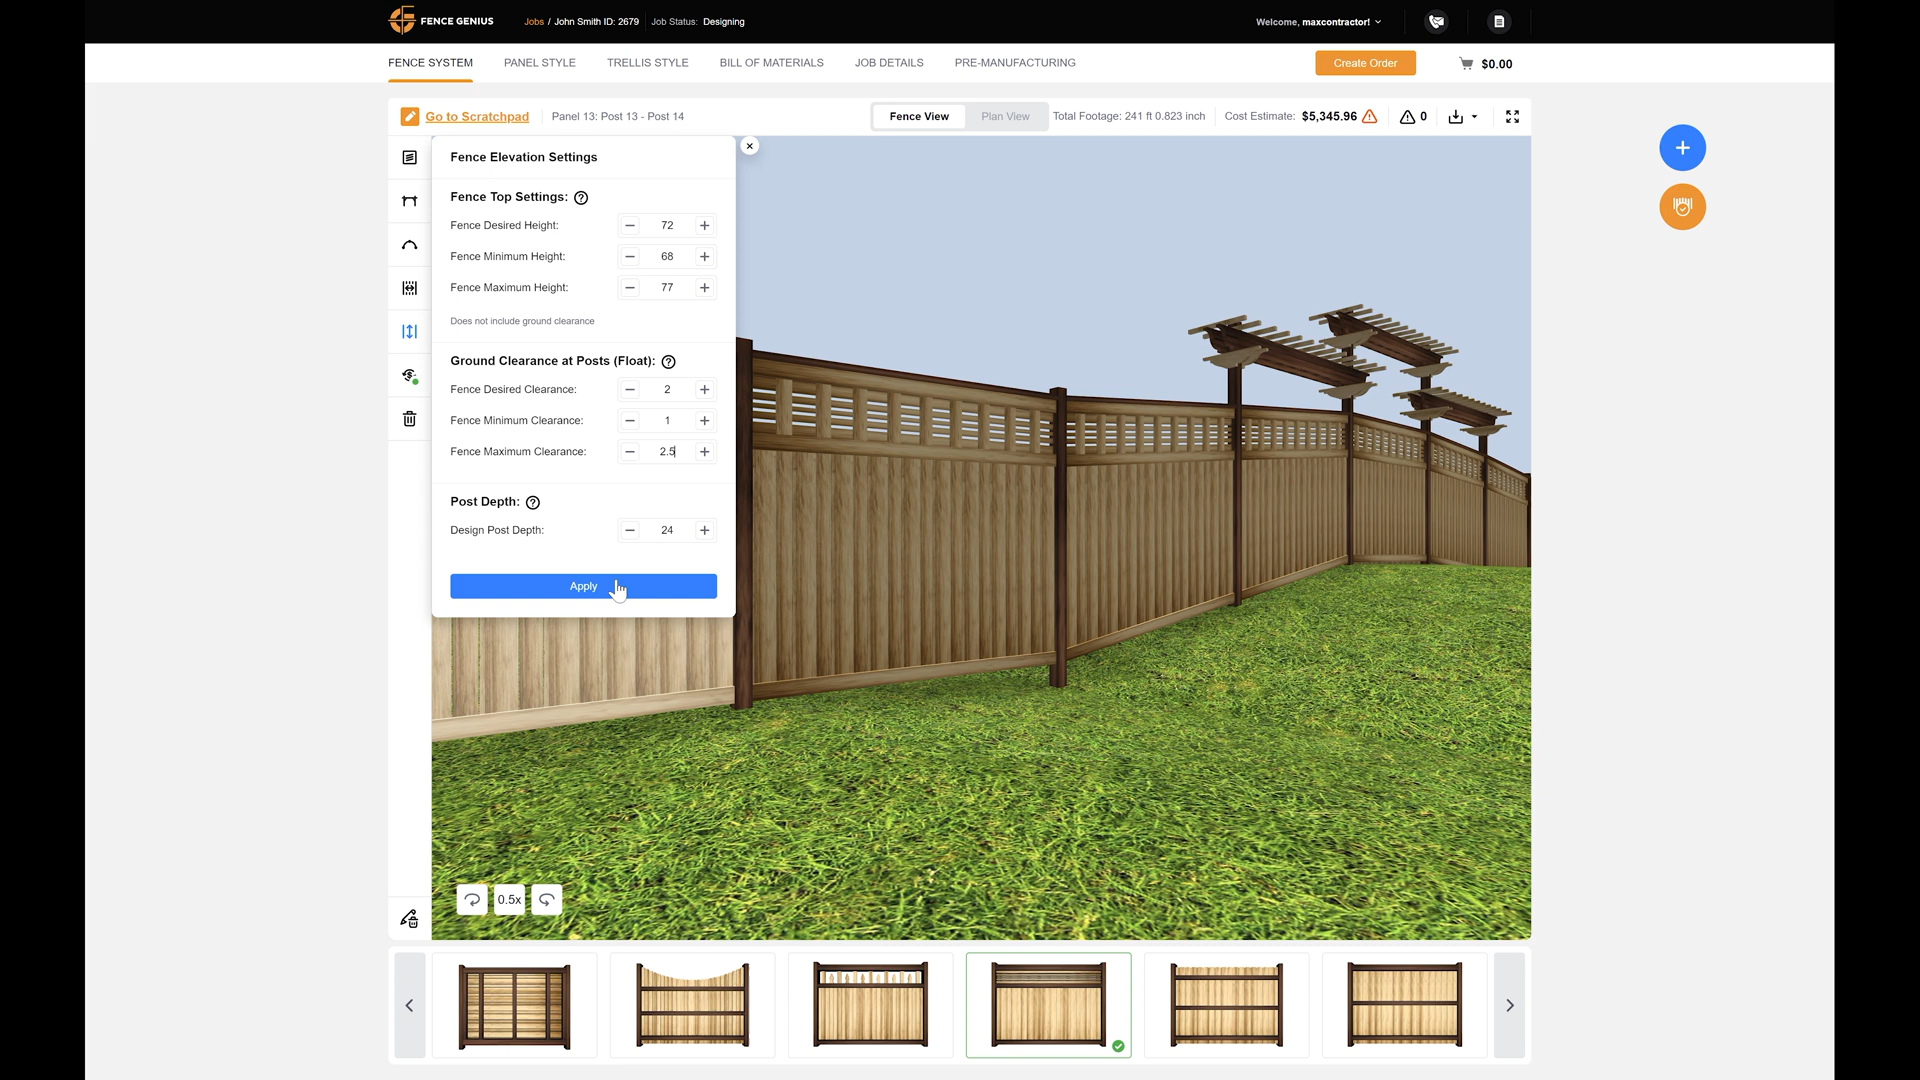 FENCE GENIUS
Jobs / John Smith ID: 2679
Job Status: Designing
Welcome, maxcontractor!
FENCE SYSTEM
PANEL STYLE
TRELLIS STYLE
BILL OF MATERIALS
JOB DETAILS
PRE-MANUFACTURING
Create Order
$0.00
Go to Scratchpad
Panel 13: Post 13 - Post 14
Fence View
Plan View
Total Footage: 241 ft 0.823 inch
Cost Estimate: $5,345.96
0
Fence Elevation Settings
Fence Top Settings:
Fence Desired Height: 72
Fence Minimum Height: 68
Fence Maximum Height: 77
Does not include ground clearance
Ground Clearance at Posts (Float):
Fence Desired Clearance: 2
Fence Minimum Clearance: 1
Fence Maximum Clearance: 2.5
Post Depth:
Design Post Depth: 24
Apply
0.5x